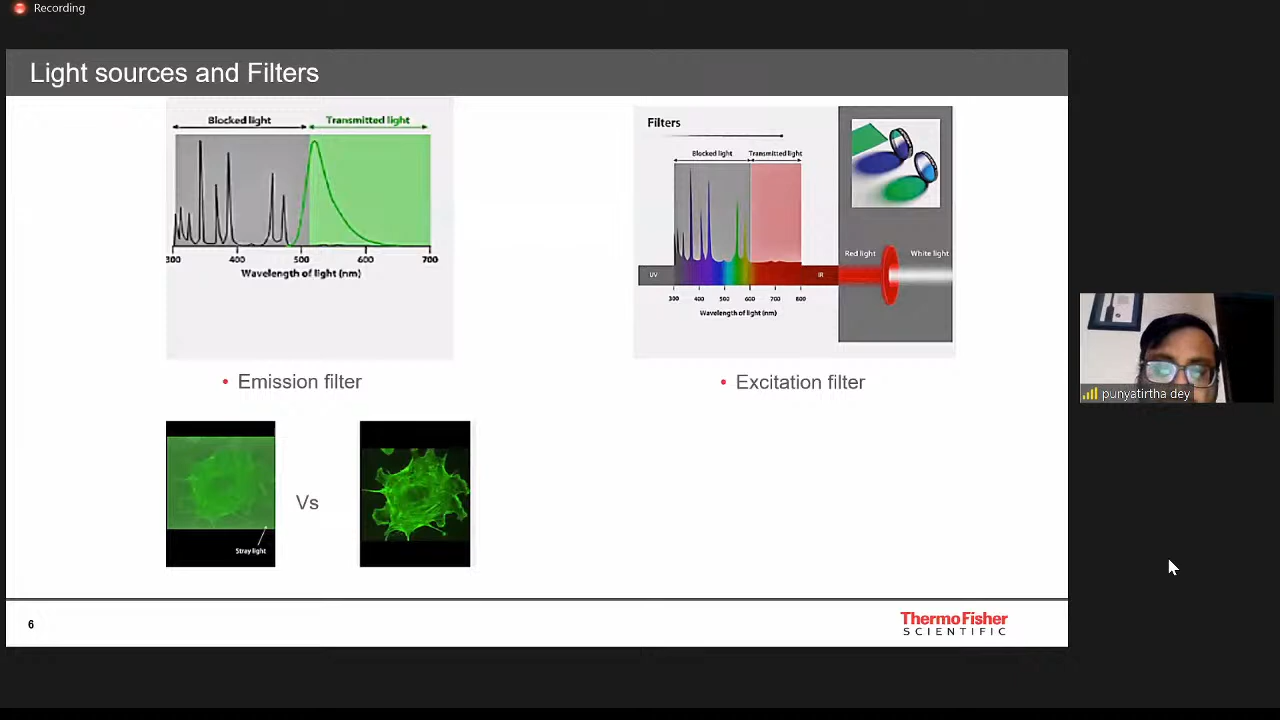 Recording
Light sources and Filters
Blocked light
Transmitted light
300 400 500 600 700
Wavelength of light (nm)
Filters
Blocked light
Transmitted light
Red light
White light
UV
IR
300 400 500 600 700 800
Wavelength of light (nm)
• Emission filter
• Excitation filter
punyatirtha dey
Vs
Stray light
6
ThermoFisher
SCIENTIFIC